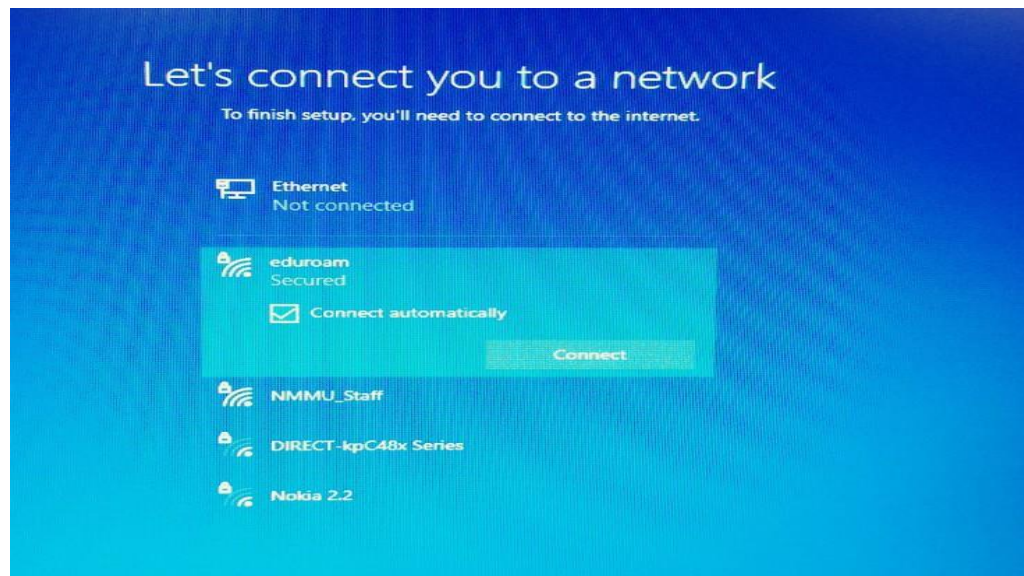 Let's connect you to a network
To finish setup, you'll need to connect to the internet.
Ethernet
Not connected
eduroam
Secured
Connect automatically
Connect
NMMU_Staff
DIRECT-kpC48x Series
Nokia 2.2